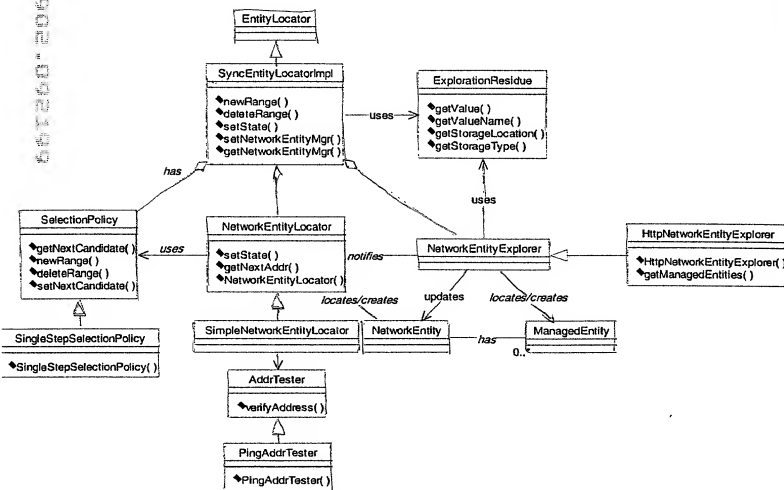 EntityLocator
SyncEntityLocatorImpl
newRange( )
deleteRange( )
setState( )
setNetworkEntityMgr( )
getNetworkEntityMgr( )
ExplorationResidue
getValue( )
getValueName( )
getStorageLocation( )
getStorageType( )
uses
has
uses
SelectionPolicy
getNextCandidate( )
newRange( )
deleteRange( )
setNextCandidate( )
uses
NetworkEntityLocator
setState( )
getNextAddr( )
NetworkEntityLocator( )
notifies
NetworkEntityExplorer
HttpNetworkEntityExplorer
HttpNetworkEntityExplorer( )
getManagedEntities( )
locates/creates
updates
locates/creates
SingleStepSelectionPolicy
SingleStepSelectionPolicy( )
SimpleNetworkEntityLocator
NetworkEntity
has
0..*
ManagedEntity
AddrTester
verifyAddress( )
PingAddrTester
PingAddrTester( )